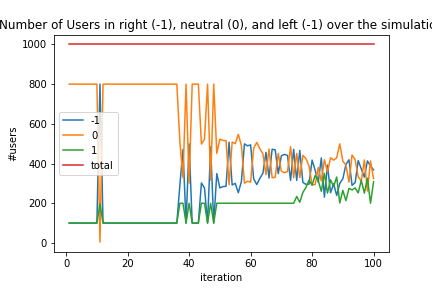 Number of Users in right (-1), neutral (0), and left (-1) over the simulatio
1000
800
600
400
200
0
#users
-1
0
1
total
0 20 40 60 80 100
iteration